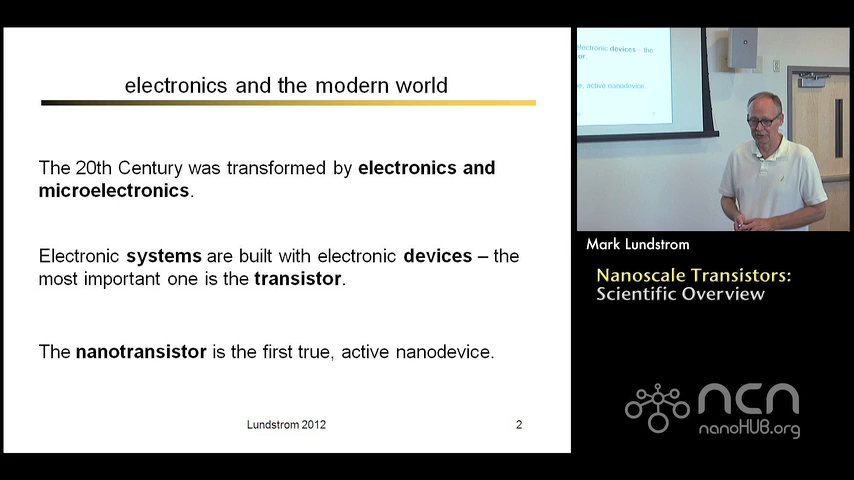 electronics and the modern world
The 20th Century was transformed by electronics and
microelectronics.
Electronic systems are built with electronic devices – the
most important one is the transistor.
The nanotransistor is the first true, active nanodevice.
Lundstrom 2012
2
electronic devices – the
or
e, active nanodevice.
Mark Lundstrom
Nanoscale Transistors:
Scientific Overview
ncn
nanoHUB.org